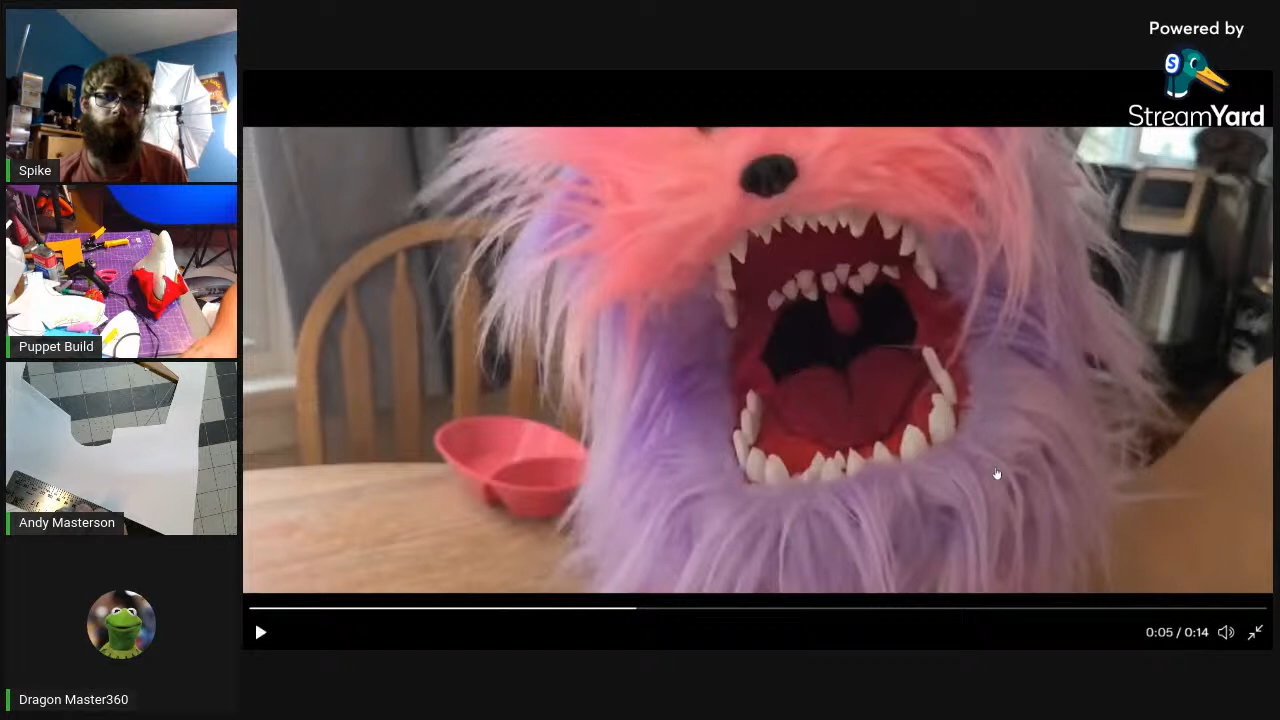 Powered by
StreamYard
Spike
Puppet Build
Andy Masterson
Dragon Master360
0:05 / 0:14